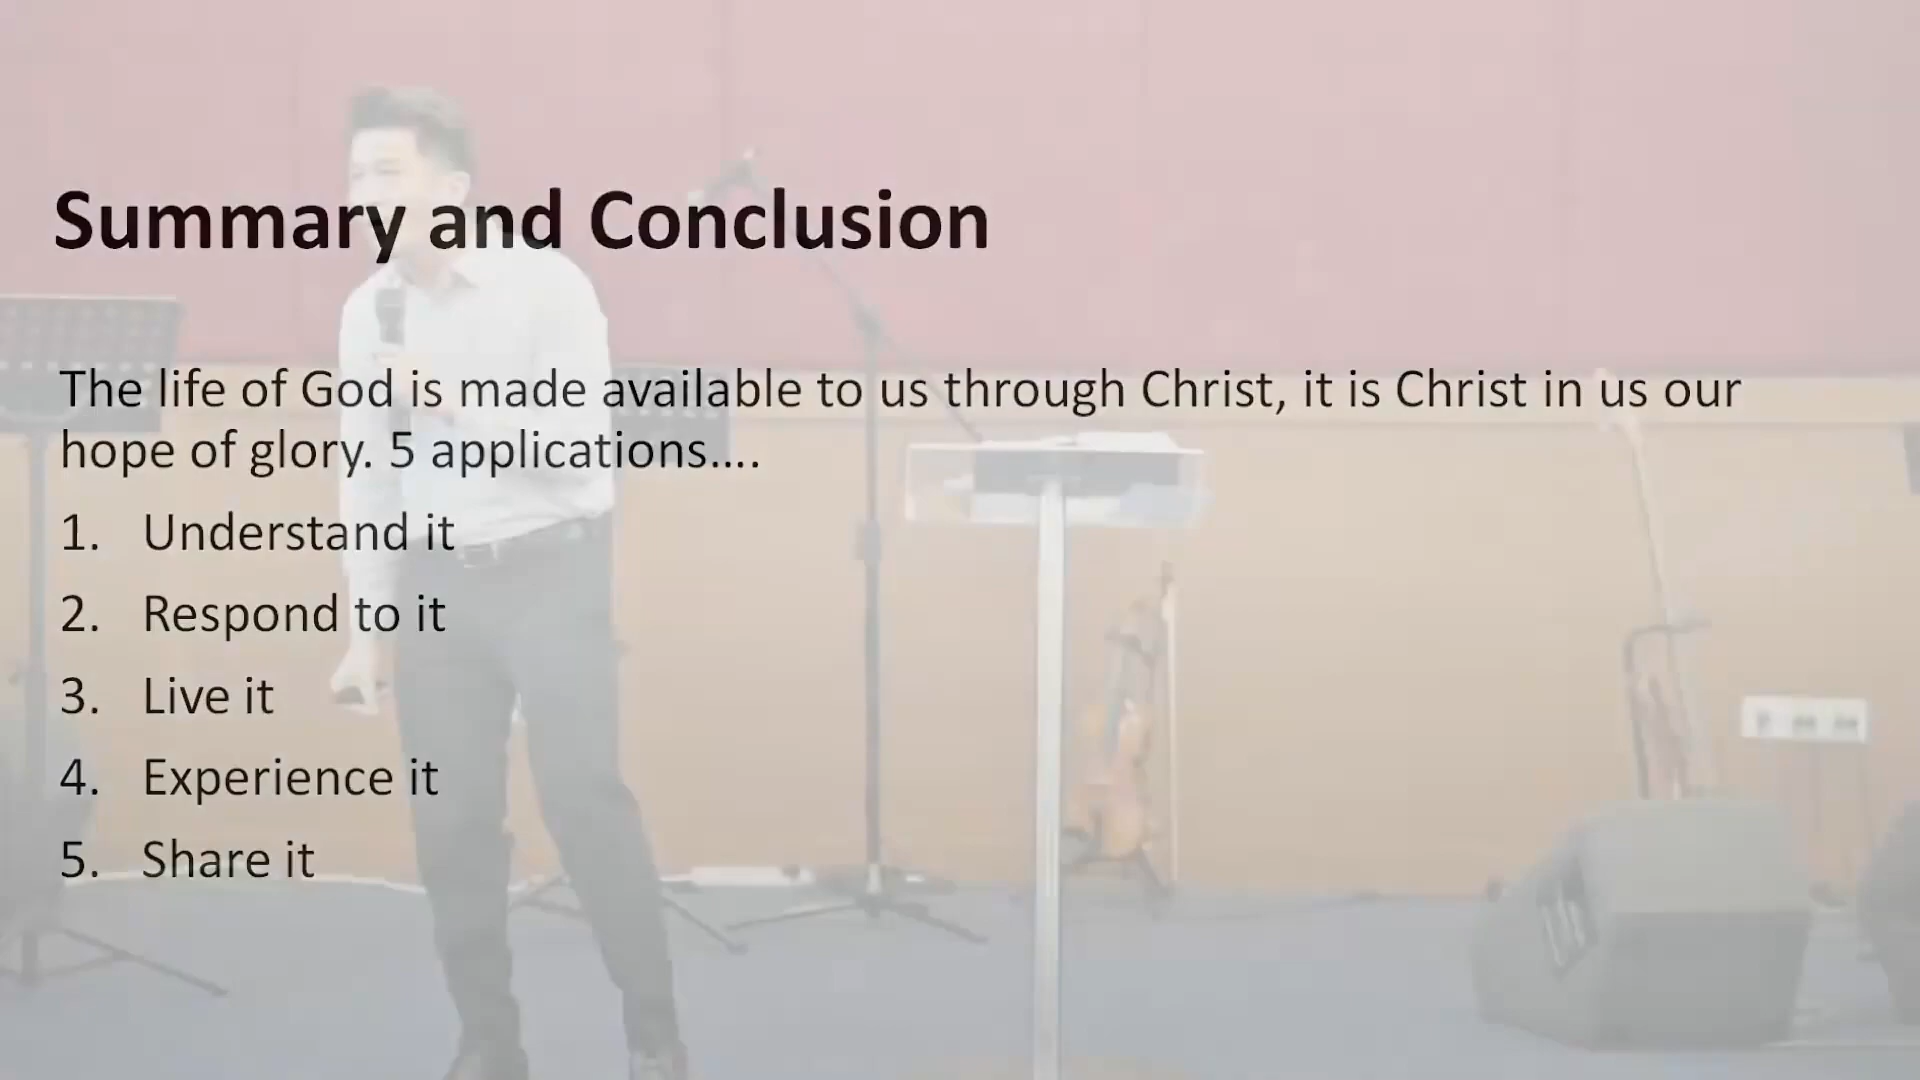 Summary and Conclusion
The life of God is made available to us through Christ, it is Christ in us our
hope of glory. 5 applications....
1. Understand it
2. Respond to it
3. Live it
4. Experience it
5. Share it